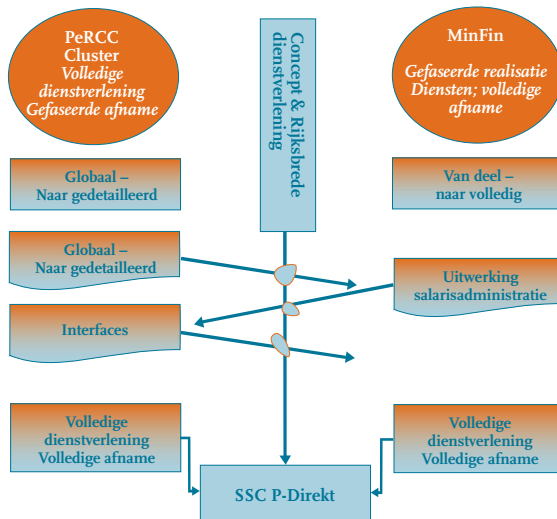 PeRCC
Cluster
Volledige
dienstverlening
Gefaseerde afname
Concept & Rijksbrede
dienstverlening
MinFin
Gefaseerde realisatie
Diensten; volledige
afname
Globaal –
Naar gedetailleerd
Van deel –
naar volledig
Globaal –
Naar gedetailleerd
Uitwerking
salarisadministratie
Interfaces
Volledige
dienstverlening
Volledige afname
Volledige
dienstverlening
Volledige afname
SSC P-Direkt